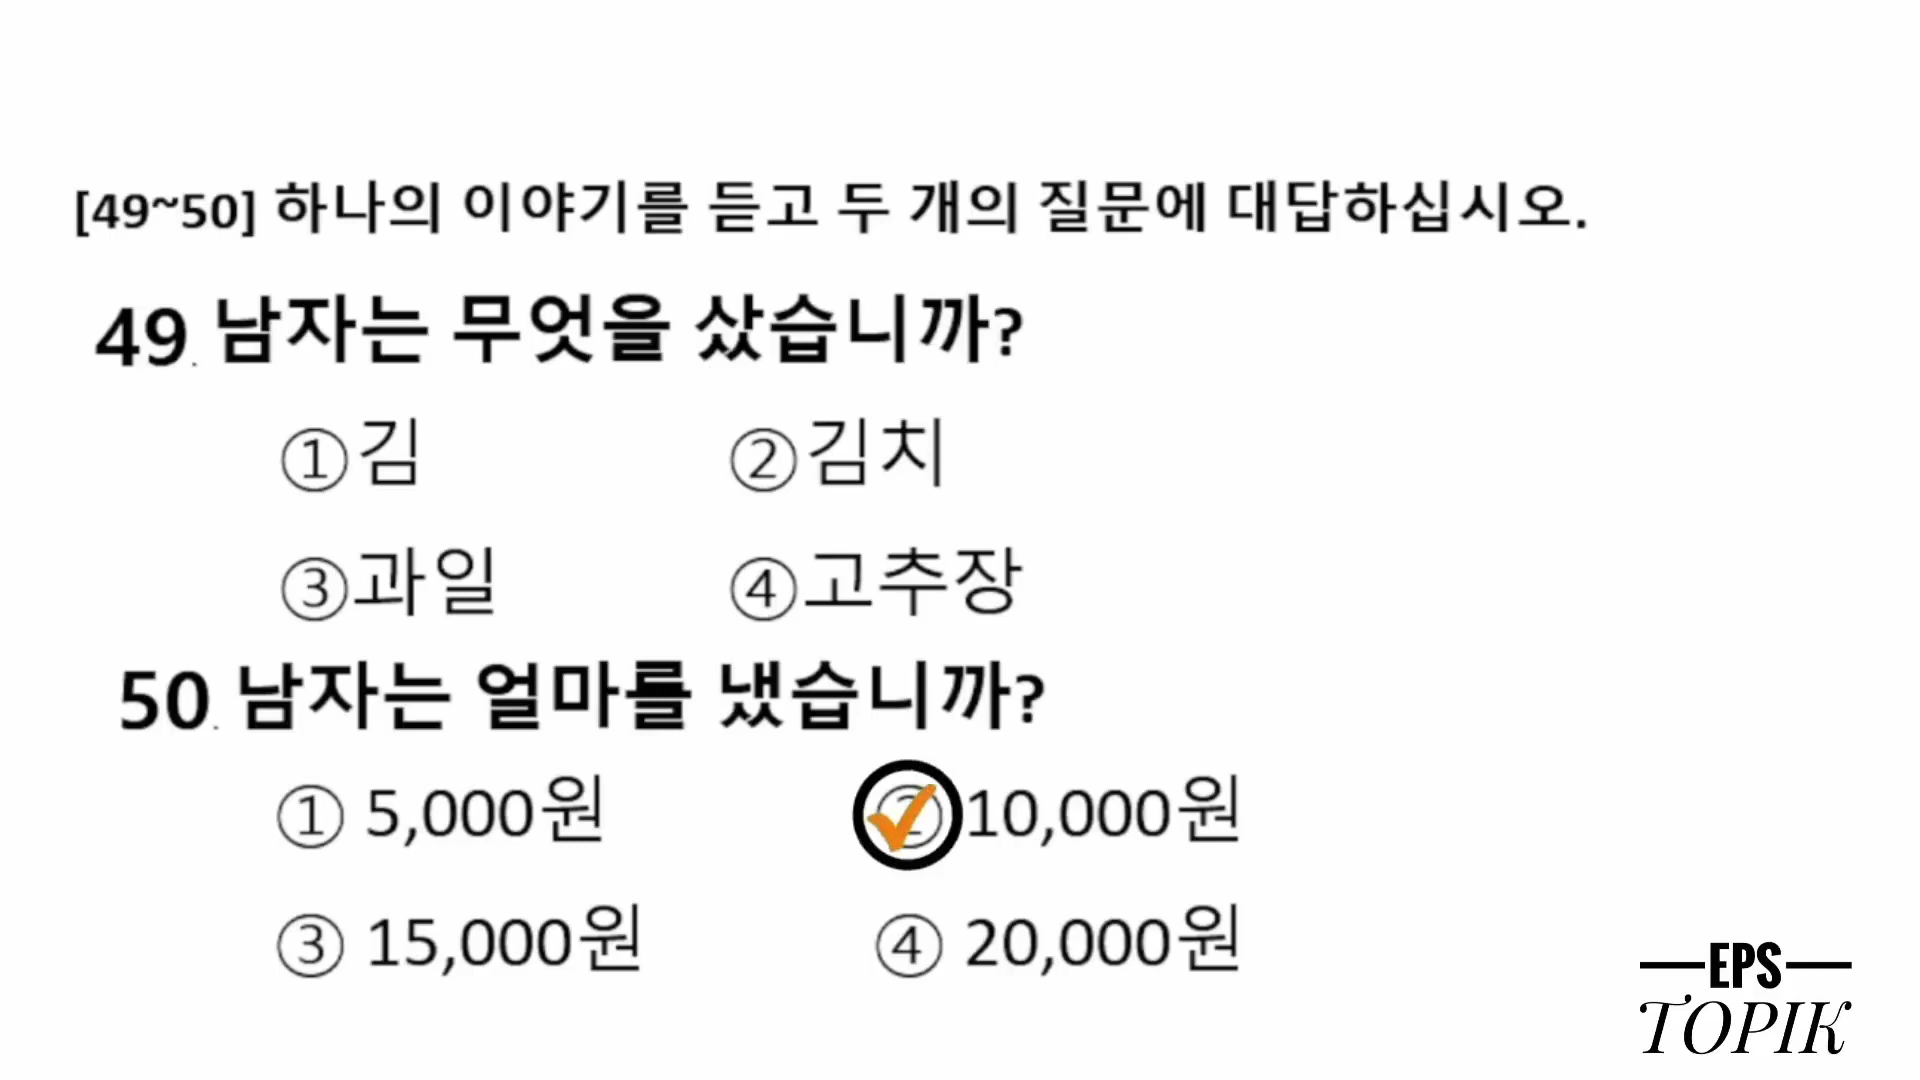 [49~50] 하나의 이야기를 듣고 두 개의 질문에 대답하십시오.
49. 남자는 무엇을 샀습니까?
①김 ②김치
③과일 ④고추장
50. 남자는 얼마를 냈습니까?
① 5,000원 ② 10,000원
③ 15,000원 ④ 20,000원
EPS
TOPIK